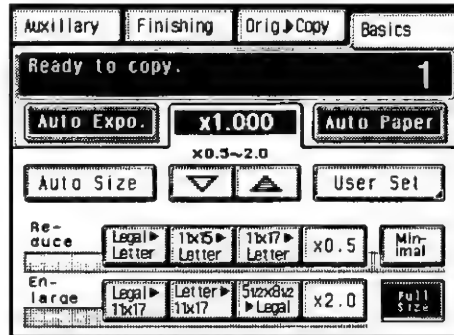 Auxillary Finishing Orig▶Copy Basics
Ready to copy. 1
Auto Expo. x1.000 Auto Paper
x0.5~2.0
Auto Size ▽ △ User Set
Re-
duce
Legal▶ 11x15▶ 11x17▶ x0.5 Min-
Letter Letter Letter imal
En-
large
Legal▶ Letter▶ 51/2x81/2 x2.0 Full
11x17 11x17 ▶Legal Size